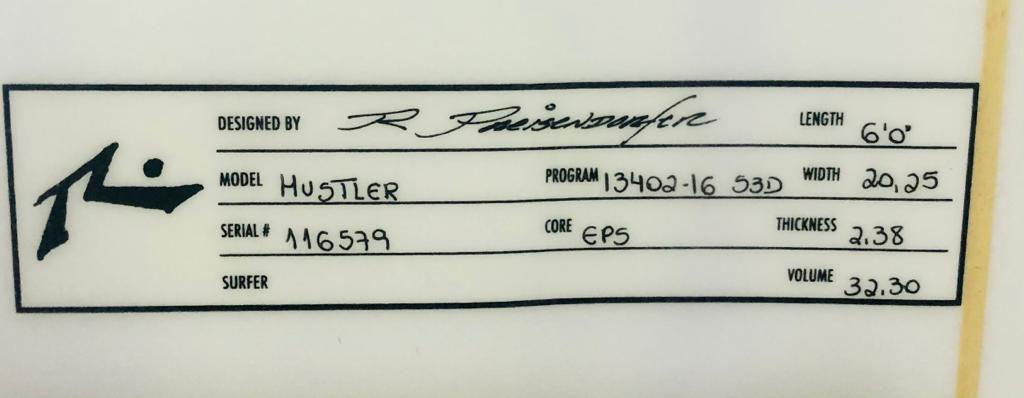 DESIGNED BY R Preisendorfer LENGTH 6'0"
MODEL HUSTLER PROGRAM 13402-16 S3D WIDTH 20.25
SERIAL # 116579 CORE EPS THICKNESS 2.38
SURFER VOLUME 32.30